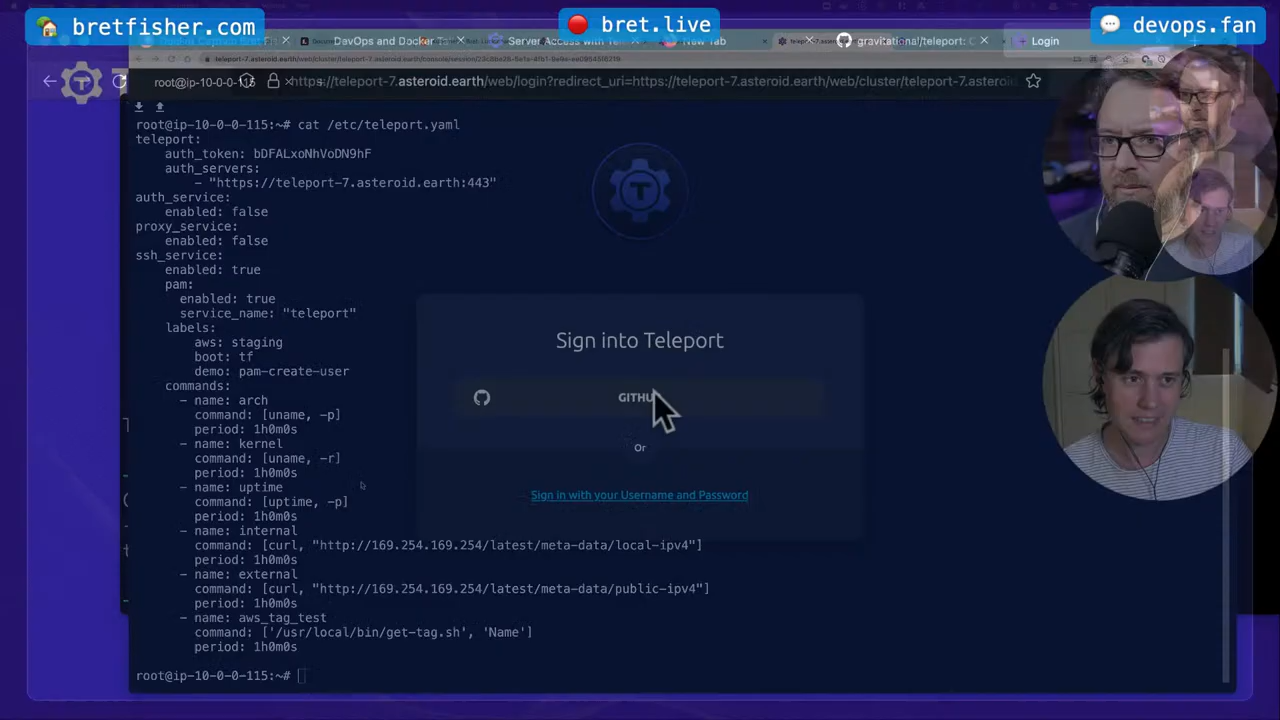 bretfisher.com
bret.live
devops.fan
DevOps and Docker Ta
Server Access with Te
New Tab
gravitational/teleport: C
Login
root@ip-10-0-0-115
https://teleport-7.asteroid.earth/web/login?redirect_uri=https://teleport-7.asteroid.earth/web/cluster/teleport-7.asteroid
root@ip-10-0-0-115:~# cat /etc/teleport.yaml
teleport:
auth_token: bDFALxoNhVoDN9hF
auth_servers:
- "https://teleport-7.asteroid.earth:443"
auth_service:
enabled: false
proxy_service:
enabled: false
ssh_service:
enabled: true
pam:
enabled: true
service_name: "teleport"
labels:
aws: staging
boot: tf
demo: pam-create-user
commands:
- name: arch
command: [uname, -p]
period: 1h0m0s
- name: kernel
command: [uname, -r]
period: 1h0m0s
- name: uptime
command: [uptime, -p]
period: 1h0m0s
- name: internal
command: [curl, "http://169.254.169.254/latest/meta-data/local-ipv4"]
period: 1h0m0s
- name: external
command: [curl, "http://169.254.169.254/latest/meta-data/public-ipv4"]
period: 1h0m0s
- name: aws_tag_test
command: ['/usr/local/bin/get-tag.sh', 'Name']
period: 1h0m0s
root@ip-10-0-0-115:~#
Sign into Teleport
GITHU
Or
Sign in with your Username and Password